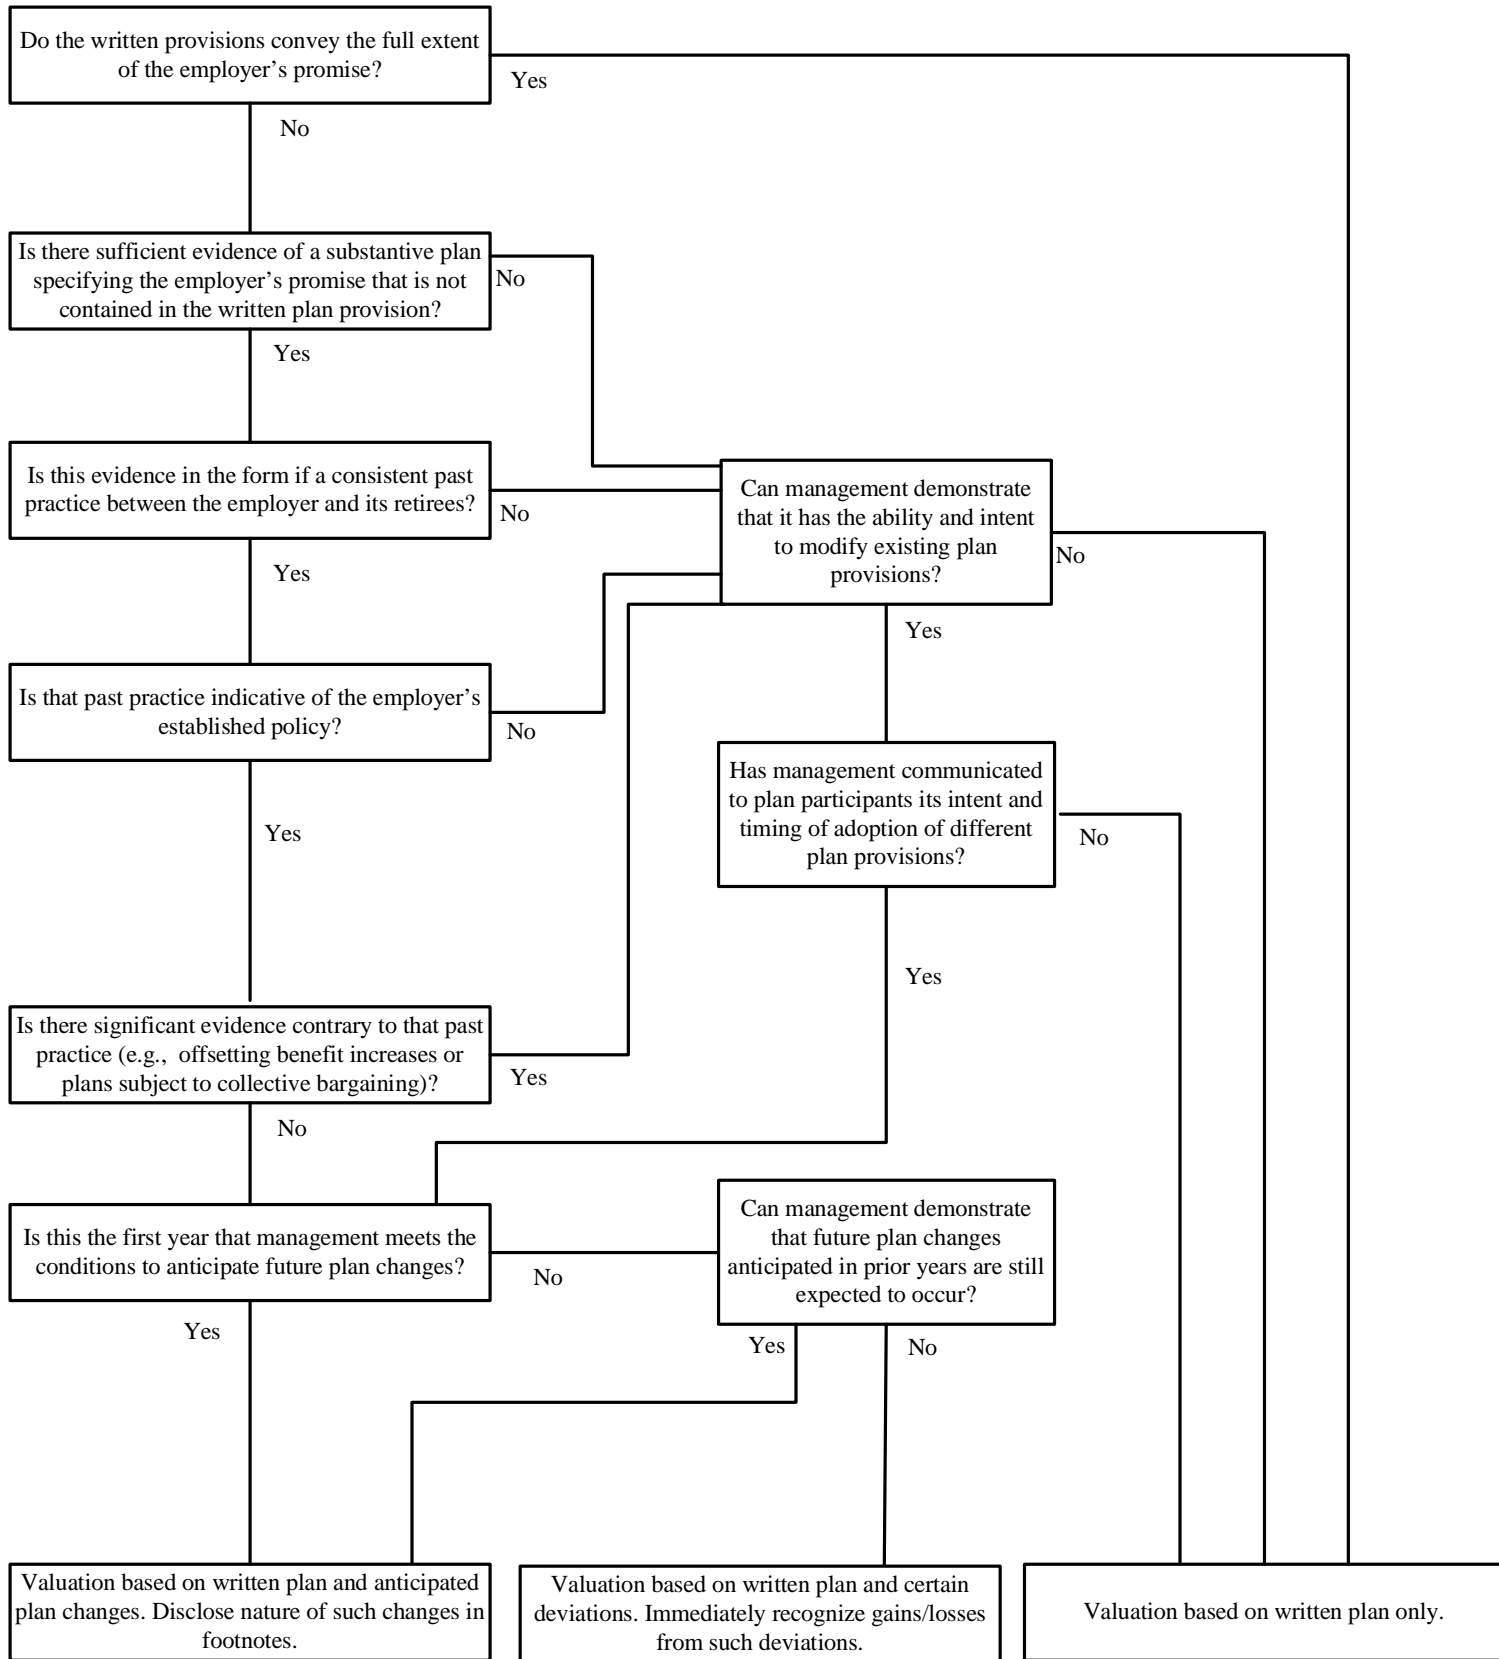 Do the written provisions convey the full extent
of the employer’s promise?
Yes
No
Is there sufficient evidence of a substantive plan
specifying the employer’s promise that is not
contained in the written plan provision?
No
Yes
Is this evidence in the form if a consistent past
practice between the employer and its retirees?
No
Yes
Can management demonstrate
that it has the ability and intent
to modify existing plan
provisions?
No
Yes
Is that past practice indicative of the employer’s
established policy?
No
Yes
Has management communicated
to plan participants its intent and
timing of adoption of different
plan provisions?
No
Yes
Is there significant evidence contrary to that past
practice (e.g., offsetting benefit increases or
plans subject to collective bargaining)?
Yes
No
Is this the first year that management meets the
conditions to anticipate future plan changes?
No
Yes
Can management demonstrate
that future plan changes
anticipated in prior years are still
expected to occur?
Yes
No
Valuation based on written plan and anticipated
plan changes. Disclose nature of such changes in
footnotes.
Valuation based on written plan and certain
deviations. Immediately recognize gains/losses
from such deviations.
Valuation based on written plan only.